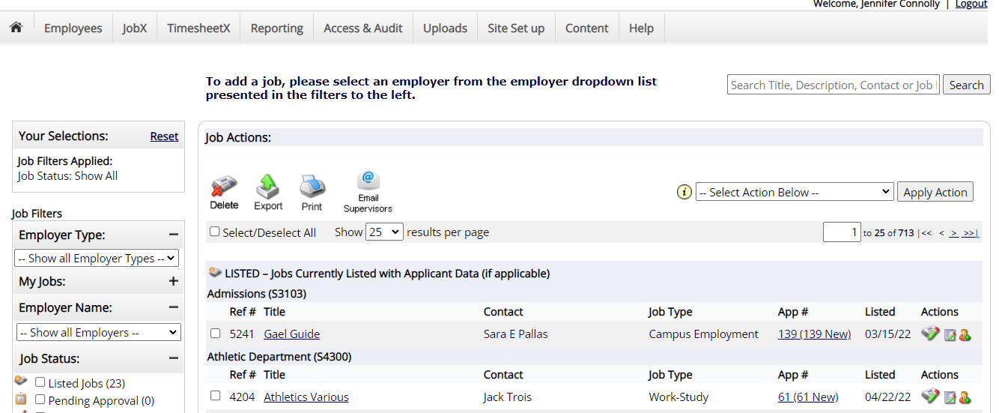 Welcome, Jennifer Connolly | Logout
Employees JobX TimesheetX Reporting Access & Audit Uploads Site Set up Content Help
To add a job, please select an employer from the employer dropdown list
presented in the filters to the left.
Search Title, Description, Contact or Job Search
Your Selections: Reset
Job Filters Applied:
Job Status: Show All
Job Filters
Employer Type:
-- Show all Employer Types --
My Jobs:
Employer Name:
-- Show all Employers --
Job Status:
Listed Jobs (23)
Pending Approval (0)
Job Actions:
Delete Export Print Email
Supervisors
-- Select Action Below -- Apply Action
Select/Deselect All Show 25 results per page 1 to 25 of 713 |<< < > >>|
LISTED – Jobs Currently Listed with Applicant Data (if applicable)
Admissions (S3103)
Ref # Title Contact Job Type App # Listed Actions
5241 Gael Guide Sara E Pallas Campus Employment 139 (139 New) 03/15/22
Athletic Department (S4300)
Ref # Title Contact Job Type App # Listed Actions
4204 Athletics Various Jack Trois Work-Study 61 (61 New) 04/22/22